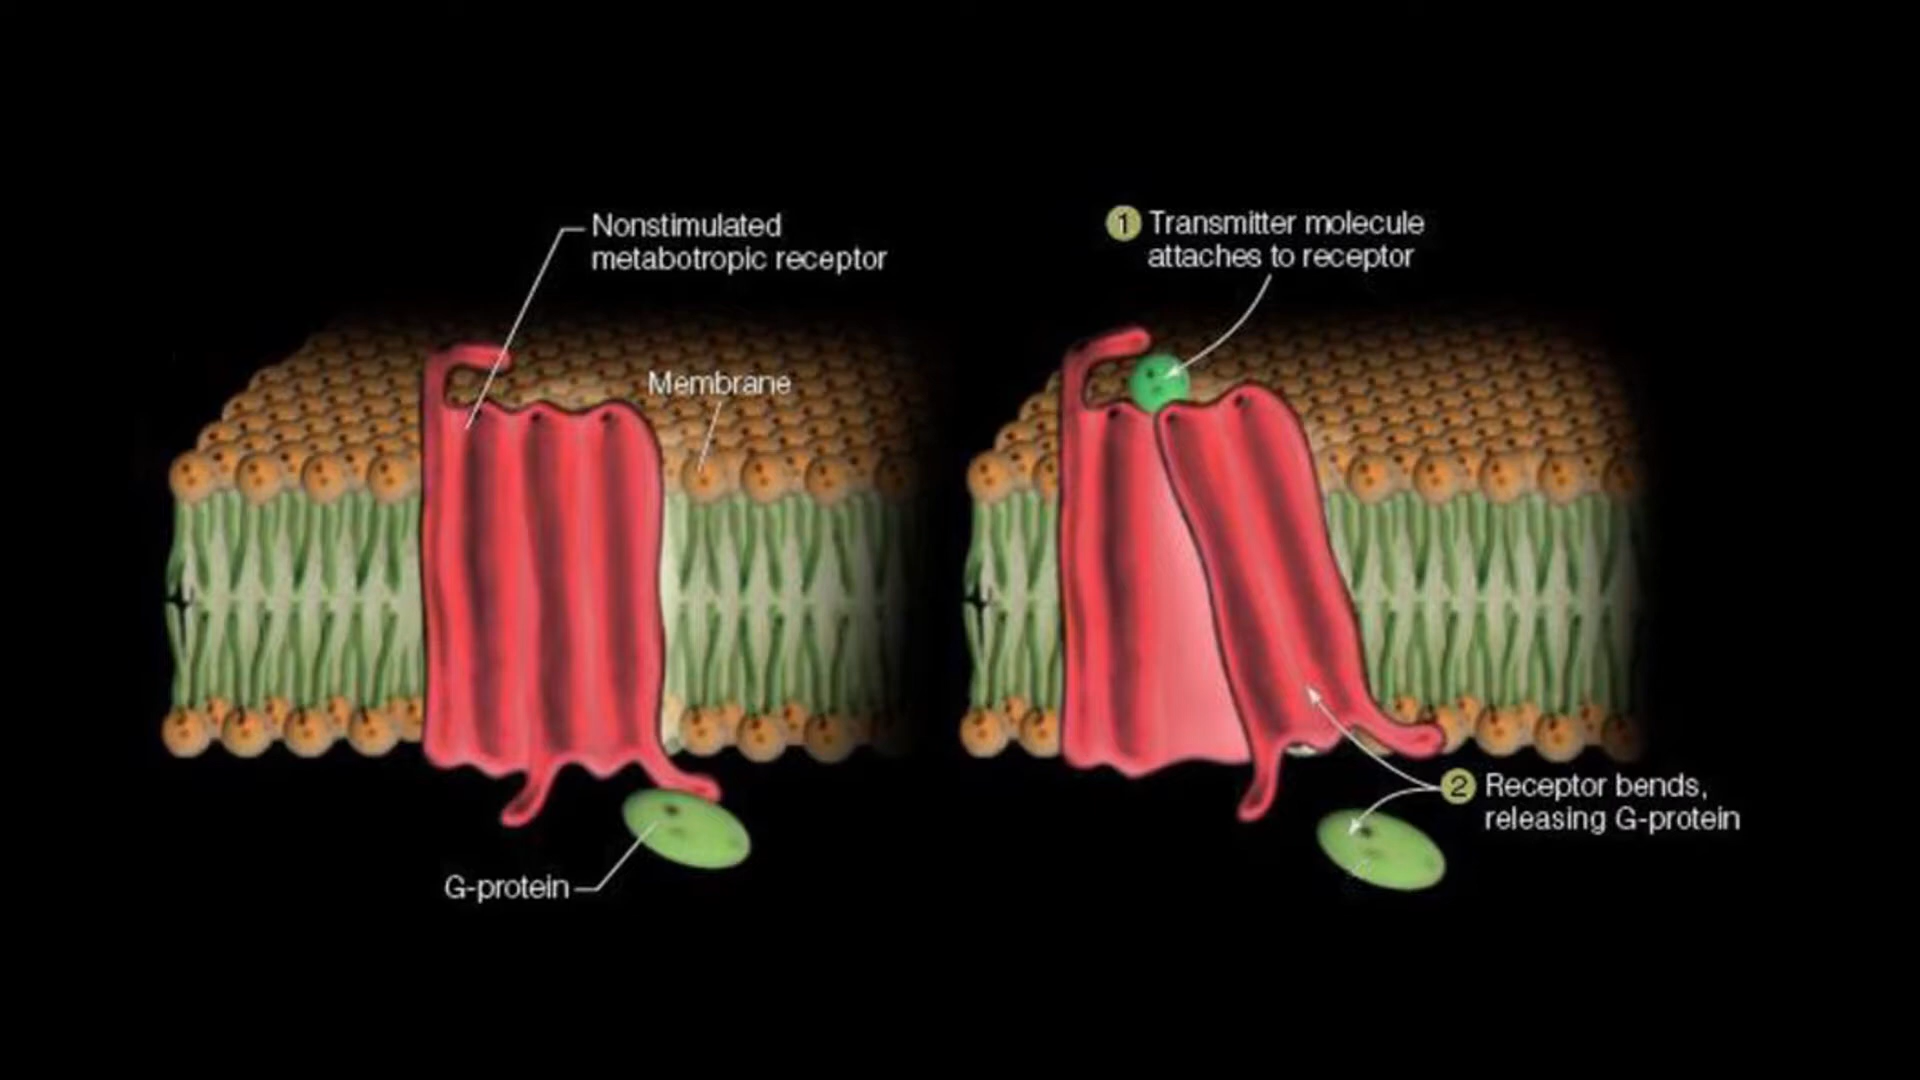 Nonstimulated
metabotropic receptor
Membrane
G-protein
1 Transmitter molecule
attaches to receptor
2 Receptor bends,
releasing G-protein